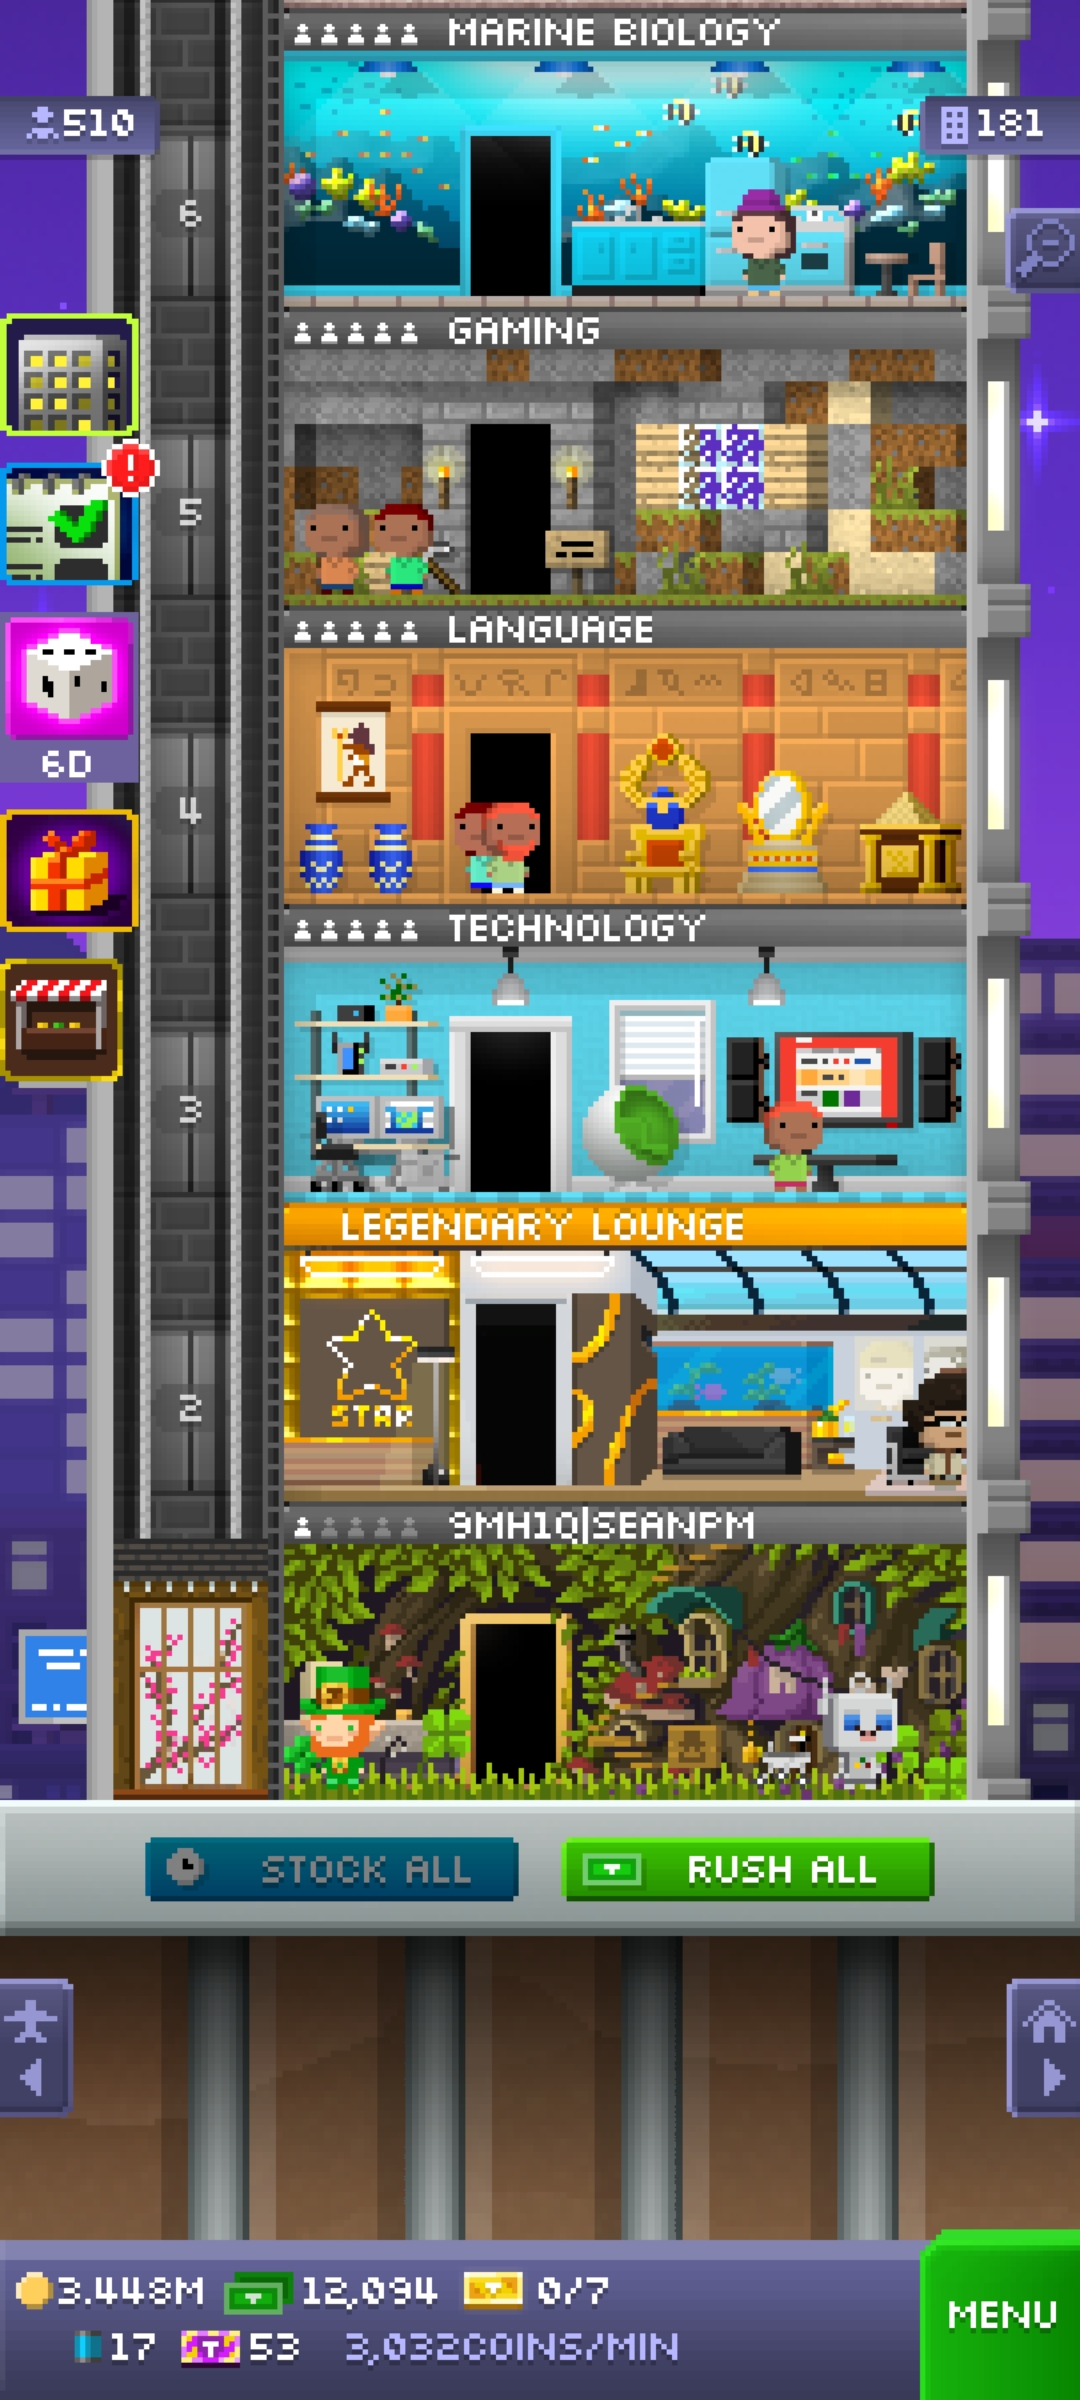 MARINE BIOLOGY
510
181
6
GAMING
5
LANGUAGE
6D
4
TECHNOLOGY
3
LEGENDARY LOUNGE
STAR
2
9MH1Q|SEANPM
STOCK ALL
RUSH ALL
3.448M 12,094 0/7
17 53 3,032COINS/MIN
MENU